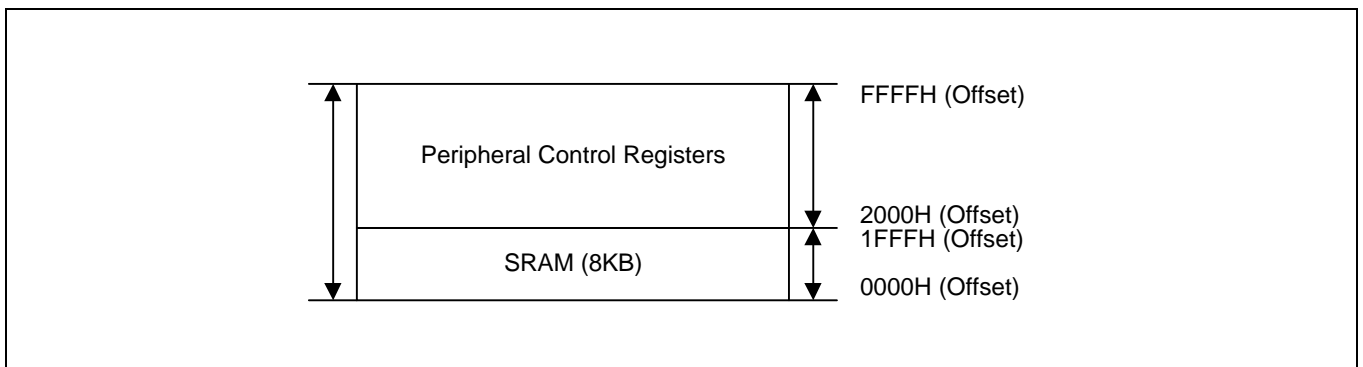 FFFFH (Offset)
Peripheral Control Registers
2000H (Offset)
1FFFH (Offset)
SRAM (8KB)
0000H (Offset)